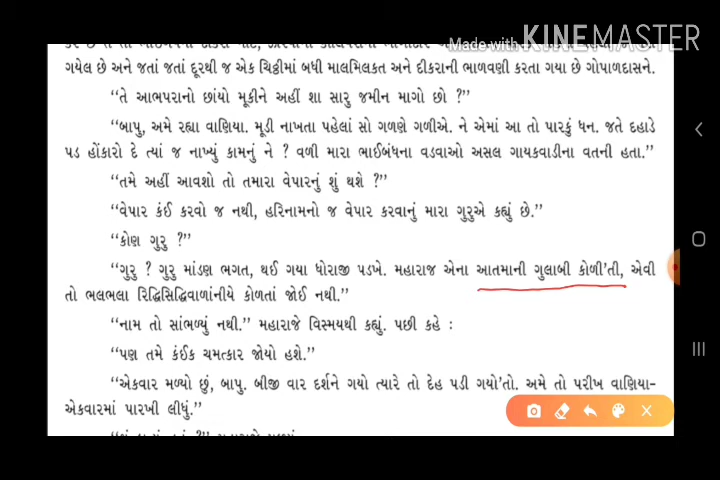 Made with KINEMASTER
ગયેલ છે અને જતાં જતાં દૂરથી જ એક ચિઠ્ઠીમાં બધી માલમિલકત અને દીકરાની ભાળવણી કરતા ગયા છે ગોપાળદાસને.
“તે આભપરાનો છાંયો મૂકીને અહીં શા સારુ જમીન માગો છો ?”
“બાપુ, અમે રહ્યા વાણિયા. મૂડી નાખતા પહેલાં સો ગળણે ગળીએ. ને એમાં આ તો પારકું ધન. જતે દહાડે
પડ હોંકારો દે ત્યાં જ નાખ્યું કામનું ને ? વળી મારા ભાઈબંધના વડવાઓ અસલ ગાયકવાડીના વતની હતા.”
“તમે અહીં આવશો તો તમારા વેપારનું શું થશે ?”
“વેપાર કંઈ કરવો જ નથી, હરિનામનો જ વેપાર કરવાનું મારા ગુરુએ કહ્યું છે.”
“કોણ ગુરુ ?”
“ગુરુ ? ગુરુ માંડણ ભગત, થઈ ગયા ધોરાજી પડખે. મહારાજ એના આતમાની ગુલાબી કોળી'તી, એવી
તો ભલભલા રિદ્ધિસિદ્ધિવાળાંનીયે કોળતાં જોઈ નથી.”
“નામ તો સાંભળ્યું નથી.” મહારાજે વિસ્મયથી કહ્યું. પછી કહે :
“પણ તમે કંઈક ચમત્કાર જોયો હશે.”
“એકવાર મળ્યો છું, બાપુ. બીજી વાર દર્શને ગયો ત્યારે તો દેહ પડી ગયો'તો. અમે તો પરીખ વાણિયા-
એકવારમાં પારખી લીધું.”